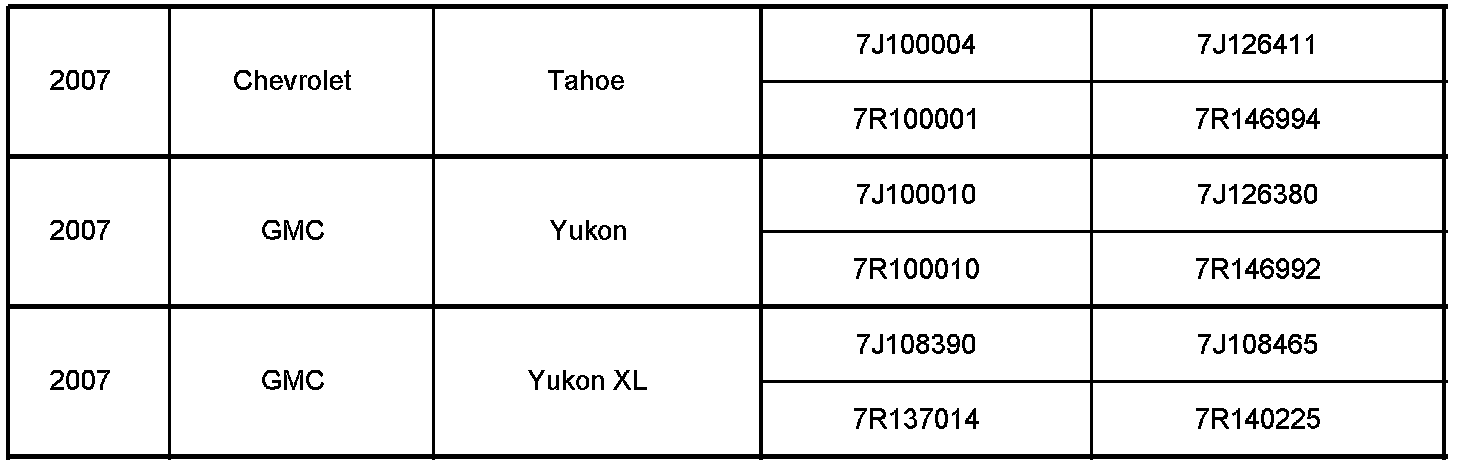 2007 Chevrolet Tahoe 7J100004 7J126411
7R100001 7R146994
2007 GMC Yukon 7J100010 7J126380
7R100010 7R146992
2007 GMC Yukon XL 7J108390 7J108465
7R137014 7R140225